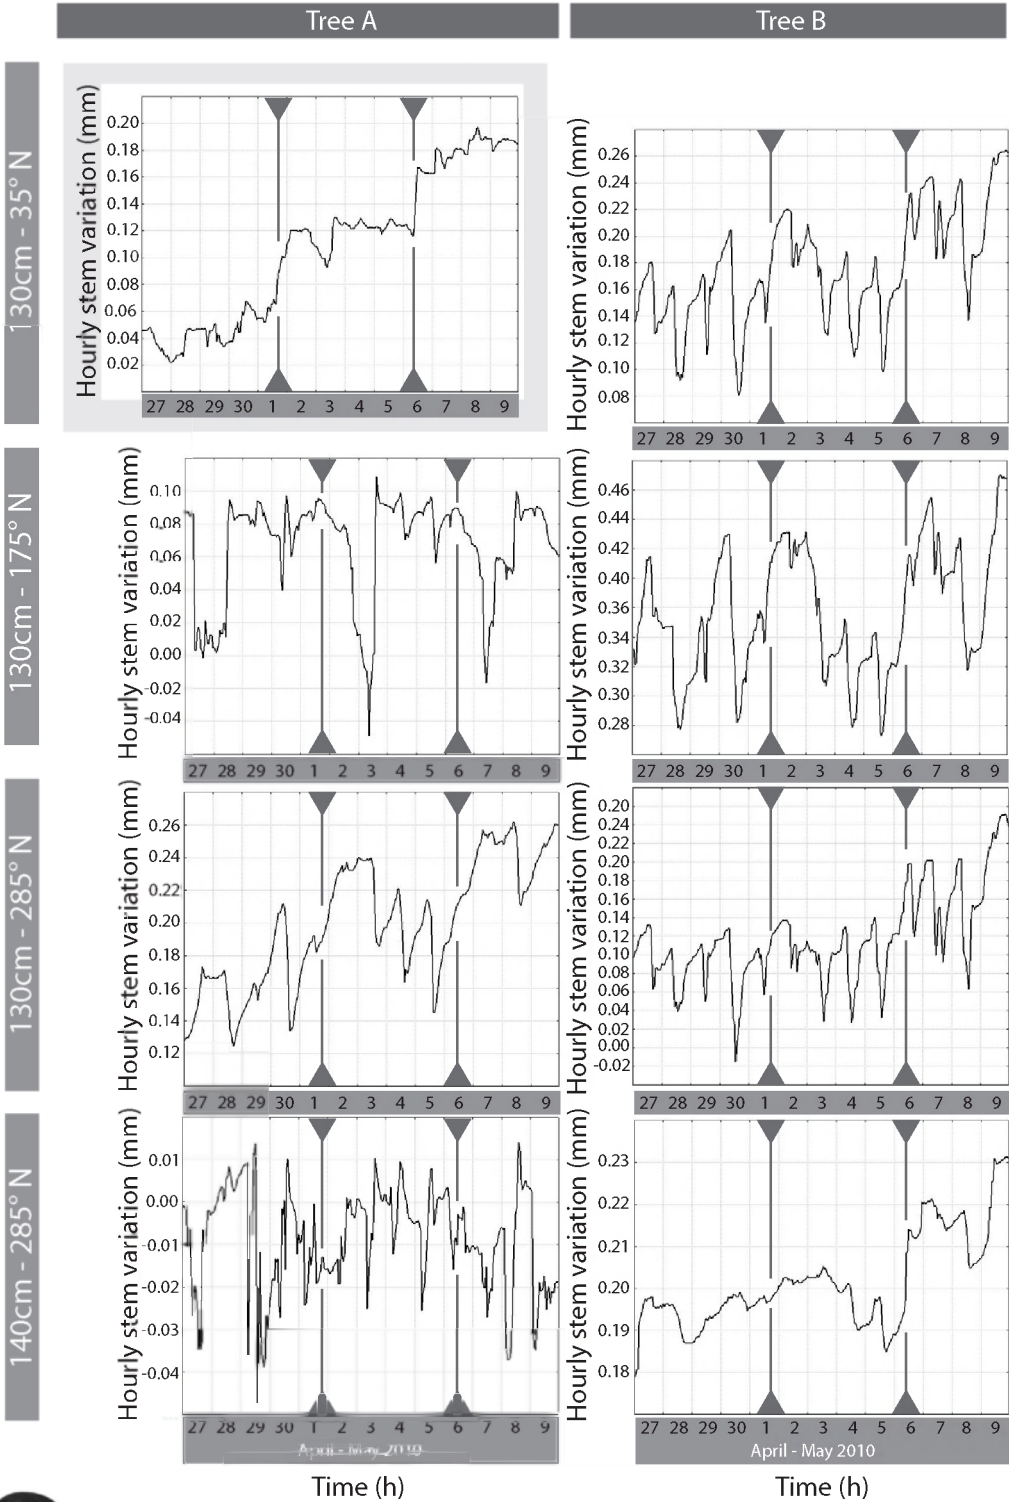 Tree A
Tree B
130cm - 35° N
Hourly stem variation (mm)
0.20
0.18
0.16
0.14
0.12
0.10
0.08
0.06
0.04
0.02
27 28 29 30 1 2 3 4 5 6 7 8 9
Hourly stem variation (mm)
0.26
0.24
0.22
0.20
0.18
0.16
0.14
0.12
0.10
0.08
27 28 29 30 1 2 3 4 5 6 7 8 9
130cm - 175° N
Hourly stem variation (mm)
0.10
0.08
0.06
0.04
0.02
0.00
-0.02
-0.04
27 28 29 30 1 2 3 4 5 6 7 8 9
Hourly stem variation (mm)
0.46
0.44
0.42
0.40
0.36
0.34
0.32
0.30
0.28
27 28 29 30 1 2 3 4 5 6 7 8 9
130cm - 285° N
Hourly stem variation (mm)
0.26
0.24
0.22
0.20
0.18
0.16
0.14
0.12
27 28 29 30 1 2 3 4 5 6 7 8 9
Hourly stem variation (mm)
0.20
0.24
0.22
0.20
0.16
0.14
0.12
0.10
0.08
0.06
0.04
0.02
0.00
-0.02
27 28 29 30 1 2 3 4 5 6 7 8 9
140cm - 285° N
Hourly stem variation (mm)
0.01
0.00
-0.01
-0.02
-0.03
-0.04
27 28 29 30 1 2 3 4 5 6 7 8 9
April - May 2010
Time (h)
Hourly stem variation (mm)
0.23
0.22
0.21
0.20
0.19
0.18
27 28 29 30 1 2 3 4 5 6 7 8 9
April - May 2010
Time (h)